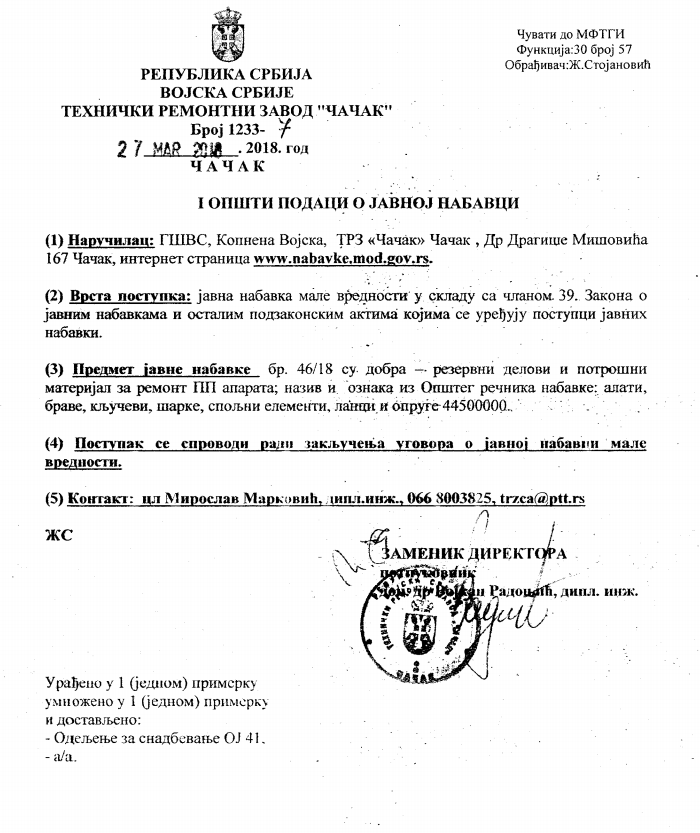 Чувати до МФТГИ
Функција:30 број 57
Обрађивач:Ж.Стојановић
РЕПУБЛИКА СРБИЈА
ВОЈСКА СРБИЈЕ
ТЕХНИЧКИ РЕМОНТНИ ЗАВОД "ЧАЧАК"
Број 1233- 7
27 MAR 2018 . 2018. год
Ч А Ч А К
I ОПШТИ ПОДАЦИ О ЈАВНОЈ НАБАВЦИ
(1) Наручилац: ГШВС, Копнена Војска, ТРЗ «Чачак» Чачак , Др Драгише Мишовића
167 Чачак, интернет страница www.nabavke.mod.gov.rs.
(2) Врста поступка: јавна набавка мале вредности у складу са чланом 39. Закона о
јавним набавкама и осталим подзаконским актима којима се уређују поступци јавних
набавки.
(3) Предмет јавне набавке бр. 46/18 су добра – резервни делови и потрошни
материјал за ремонт ПП апарата; назив и ознака из Општег речника набавке: алати,
браве, кључеви, шарке, спољни елементи, ланци и опруге 44500000.
(4) Поступак се спроводи ради закључења уговора о јавној набавци мале
вредности.
(5) Контакт: цл Мирослав Марковић, дипл.инж., 066 8003825, trzca@ptt.rs
ЖС
ЗАМЕНИК ДИРЕКТОРА
потпуковник
др Радоњић, дипл. инж.
ЧАЧАК
Урађено у 1 (једном) примерку
умножено у 1 (једном) примерку
и достављено:
- Одељење за снадбевање ОЈ 41,
- а/а.